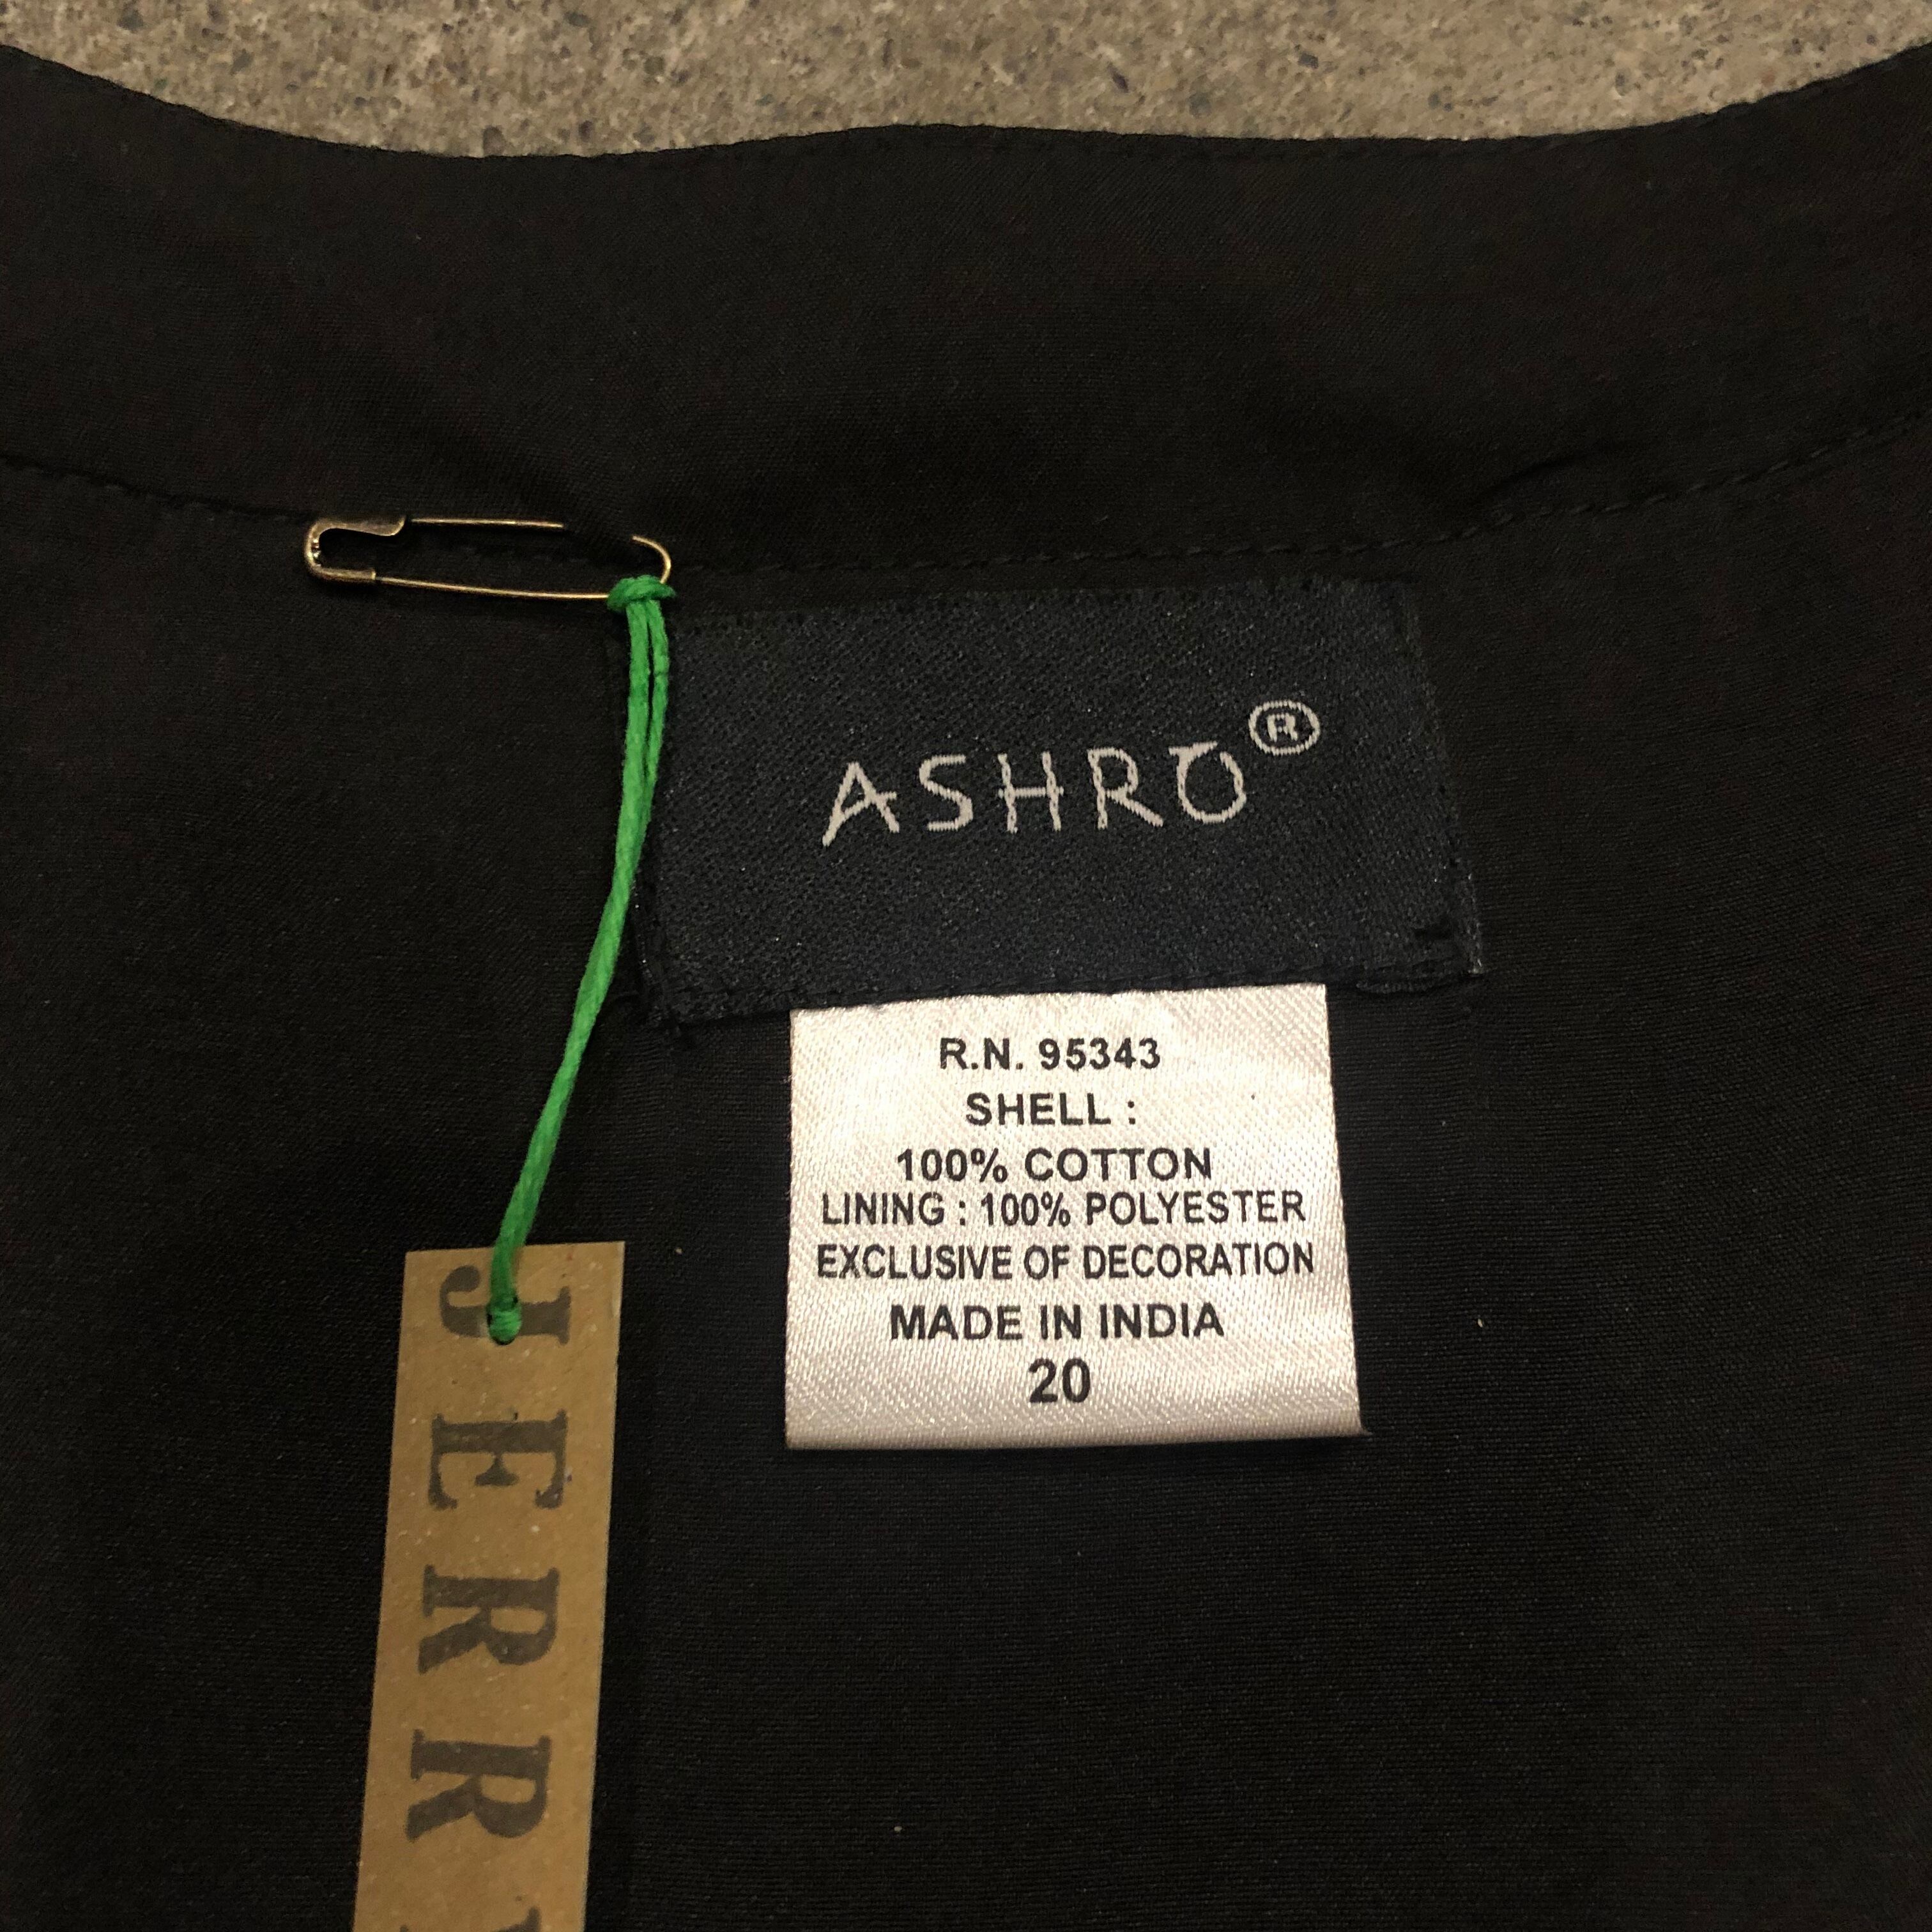 ASHRO®
R.N. 95343
SHELL :
100% COTTON
LINING : 100% POLYESTER
EXCLUSIVE OF DECORATION
MADE IN INDIA
20
JERR